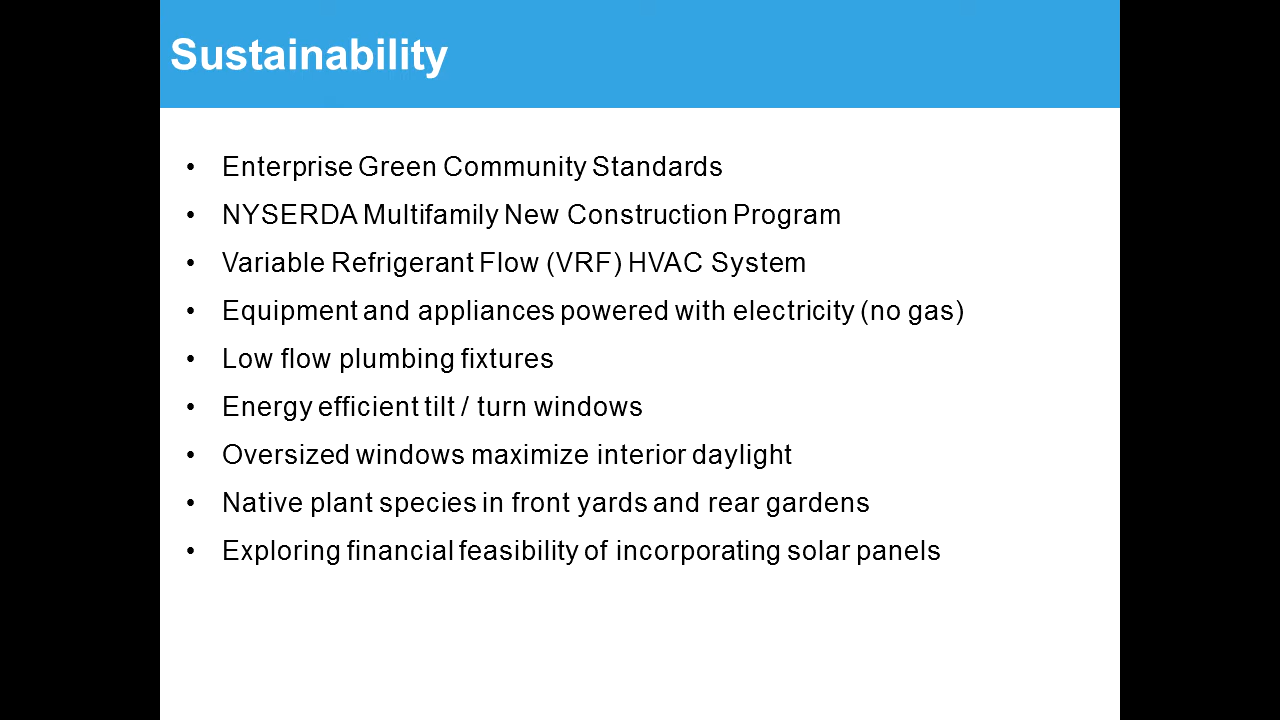 Sustainability
• Enterprise Green Community Standards
• NYSERDA Multifamily New Construction Program
• Variable Refrigerant Flow (VRF) HVAC System
• Equipment and appliances powered with electricity (no gas)
• Low flow plumbing fixtures
• Energy efficient tilt / turn windows
• Oversized windows maximize interior daylight
• Native plant species in front yards and rear gardens
• Exploring financial feasibility of incorporating solar panels